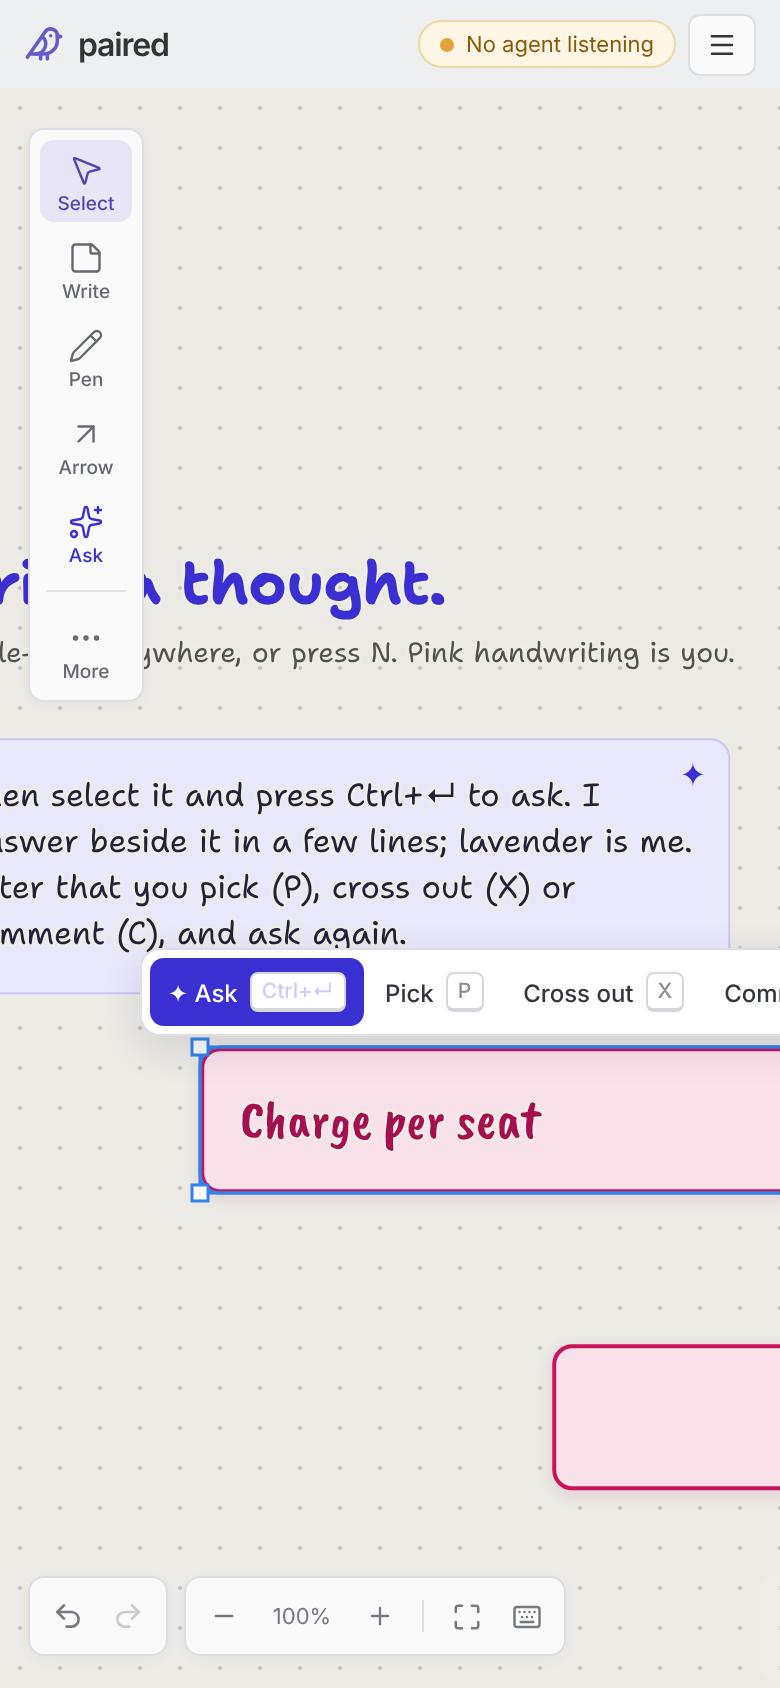 paired
No agent listening
Select
Write
Pen
Arrow
Ask
More
thought.
ywhere, or press N. Pink handwriting is you.
en select it and press Ctrl+↵ to ask. I
nswer beside it in a few lines; lavender is me.
ter that you pick (P), cross out (X) or
mment (C), and ask again.
✦ Ask Ctrl+↵ Pick P Cross out X Com
Charge per seat
100%